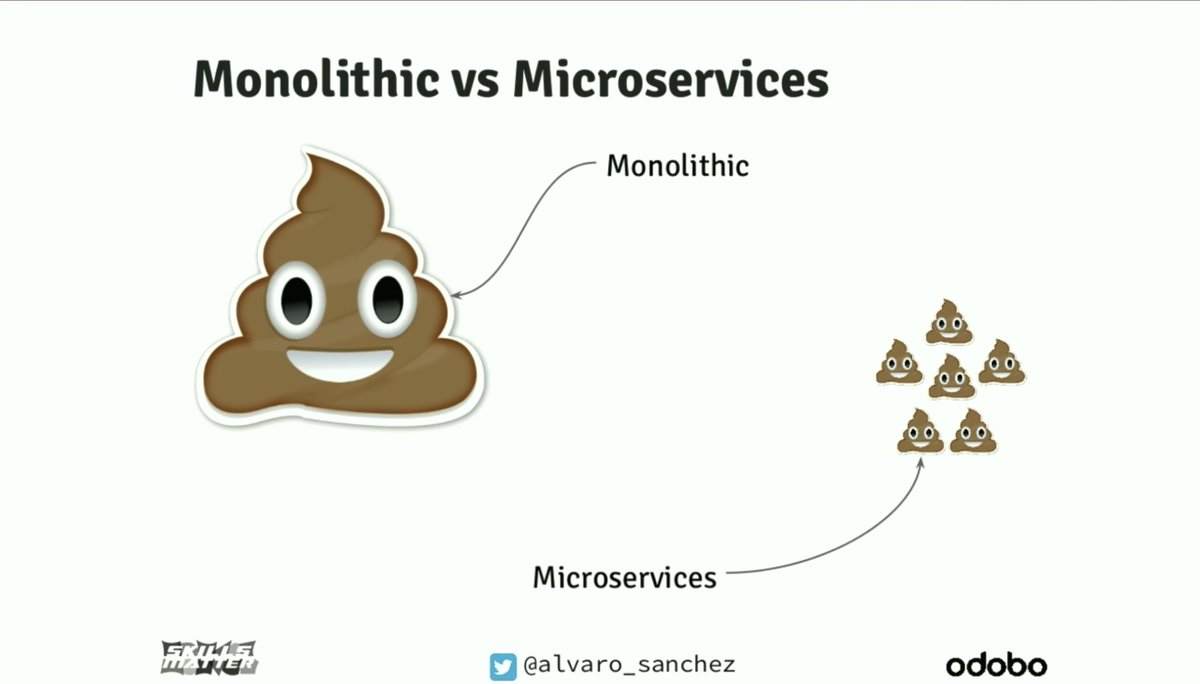 Monolithic vs Microservices
Monolithic
Microservices
SKILLS
MATTER
@alvaro_sanchez
odobo